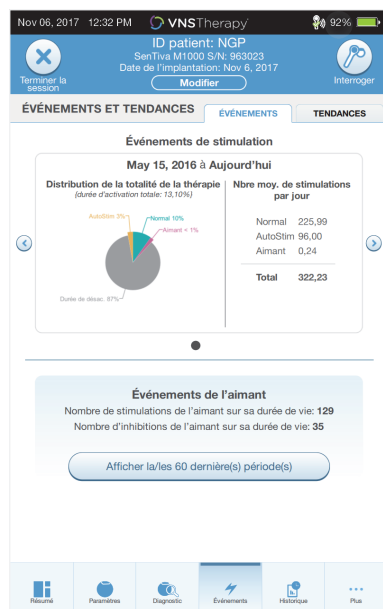 Nov 06, 2017 12:32 PM VNSTherapy 92%
ID patient: NGP
SenTiva M1000 S/N: 963023
Date de l'implantation: Nov 6, 2017
Modifier
Terminer la
session
Interroger
ÉVÉNEMENTS ET TENDANCES
ÉVÉNEMENTS
TENDANCES
Événements de stimulation
May 15, 2016 à Aujourd'hui
Distribution de la totalité de la thérapie
(durée d'activation totale: 13,10%)
AutoStim 3%
Normal 10%
Aimant < 1%
Durée de désac. 87%
Nbre moy. de stimulations
par jour
Normal 225,99
AutoStim 96,00
Aimant 0,24
Total 322,23
Événements de l'aimant
Nombre de stimulations de l'aimant sur sa durée de vie: 129
Nombre d'inhibitions de l'aimant sur sa durée de vie: 35
Afficher la/les 60 dernière(s) période(s)
Résumé
Paramètres
Diagnostic
Événements
Historique
Plus